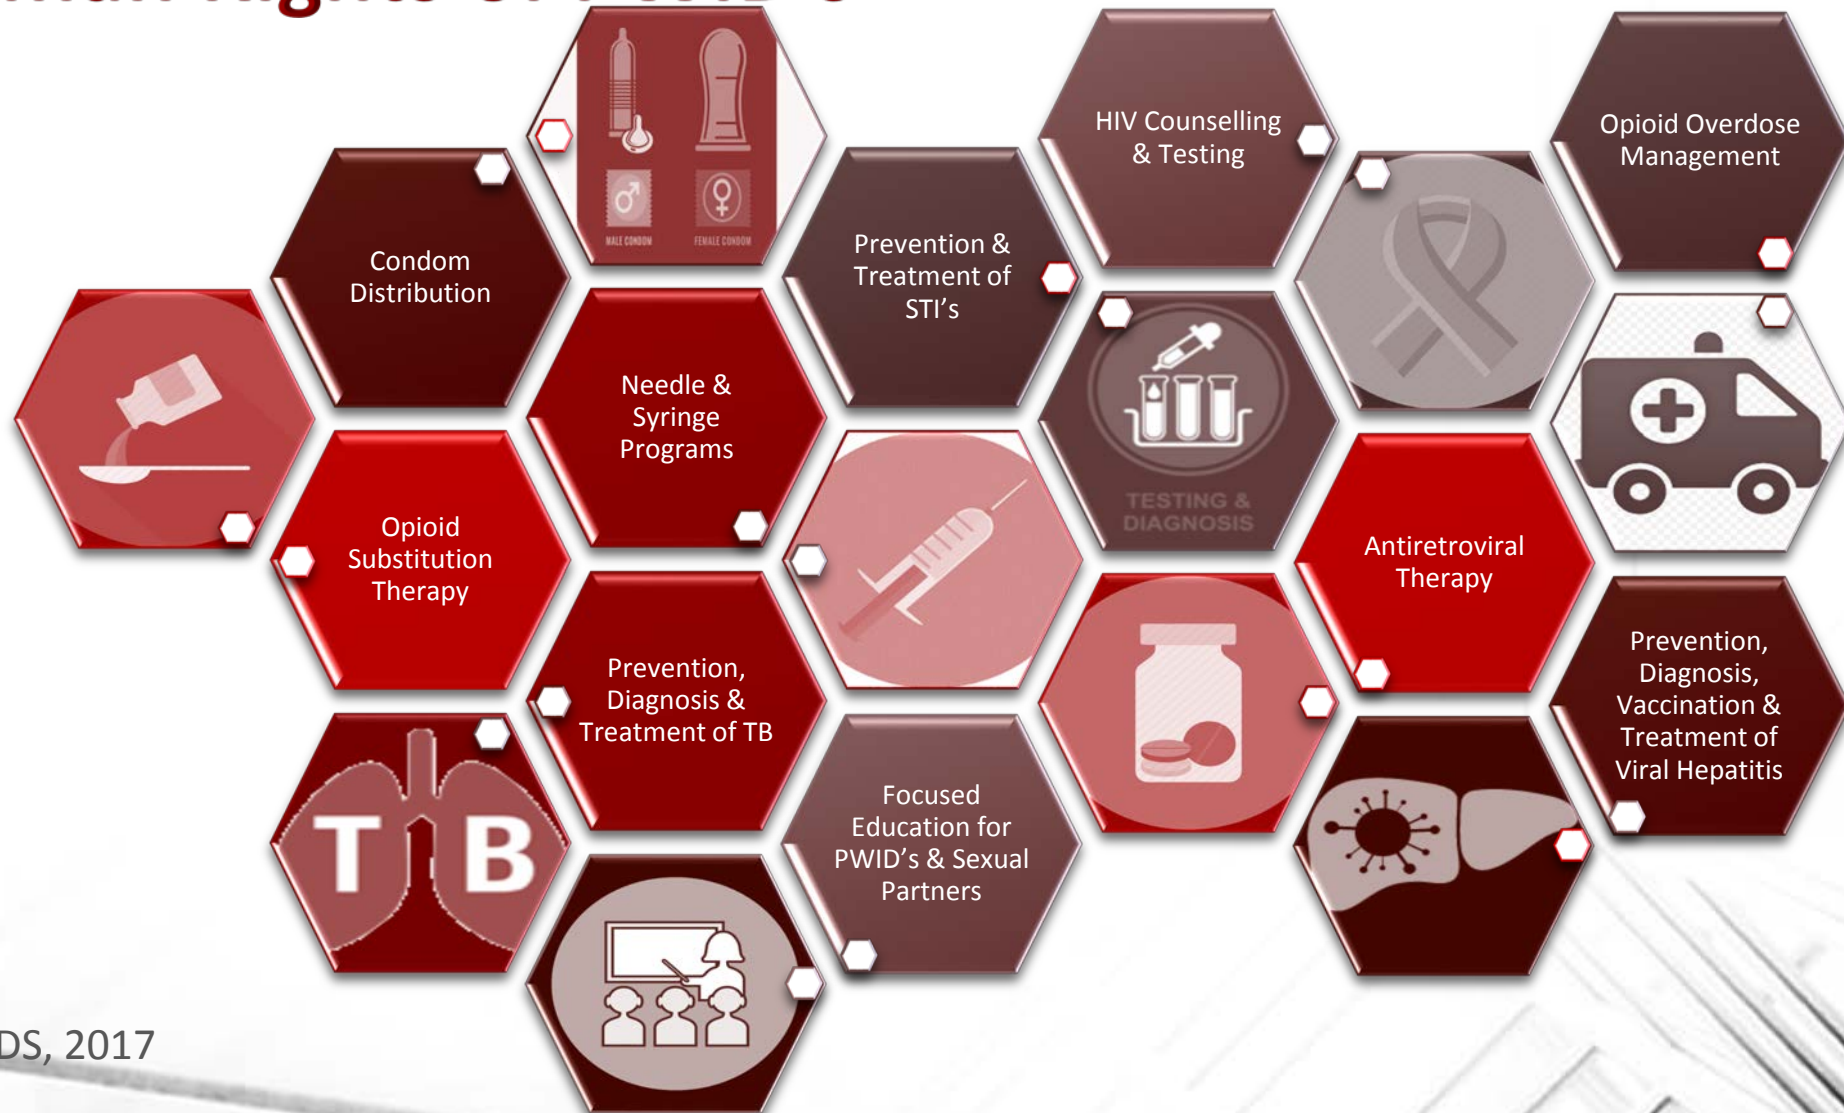 Condom
Distribution
MALE CONDOM
FEMALE CONDOM
Needle &
Syringe
Programs
Prevention &
Treatment of
STI's
HIV Counselling
& Testing
TESTING &
DIAGNOSIS
Opioid Overdose
Management
Opioid
Substitution
Therapy
Prevention,
Diagnosis &
Treatment of TB
TB
Focused
Education for
PWID's & Sexual
Partners
Antiretroviral
Therapy
Prevention,
Diagnosis,
Vaccination &
Treatment of
Viral Hepatitis
DS, 2017